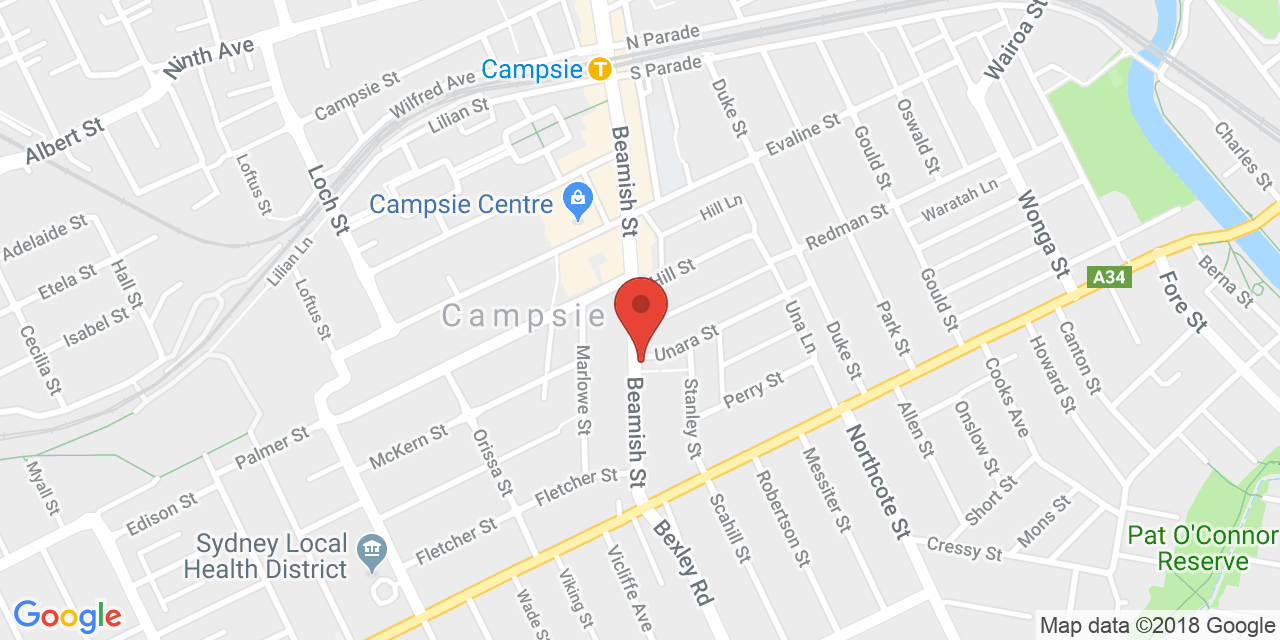 N Parade
Ninth Ave
Wairoa St
Campsie
T
S Parade
Campsie St
Wilfred Ave
Lilian St
Duke St
Albert St
Evaline St
Gould St
Oswald St
Charles St
Beamish St
Loftus St
Loch St
Campsie Centre
Hill Ln
Waratah Ln
Redman St
Wonga St
Adelaide St
Lilian Ln
Etela St
Hall St
Hill St
A34
Berna St
Loftus St
Isabel St
Campsie
Una Ln
Gould St
Fore St
Cecilia St
Marlowe St
Unara St
Duke St
Park St
Howard St
Canton St
Beamish St
Stanley St
Perry St
Cooks Ave
Palmer St
McKern St
Orissa St
Northcote St
Allen St
Onslow St
Myall St
Fletcher St
Messiter St
Robertson St
Short St
Edison St
Scahill St
Mons St
Sydney Local
Health District
Fletcher St
Bexley Rd
Cressy St
Pat O'Connor
Reserve
Wade St
Viking St
Vicliffe Ave
Google
Map data ©2018 Google